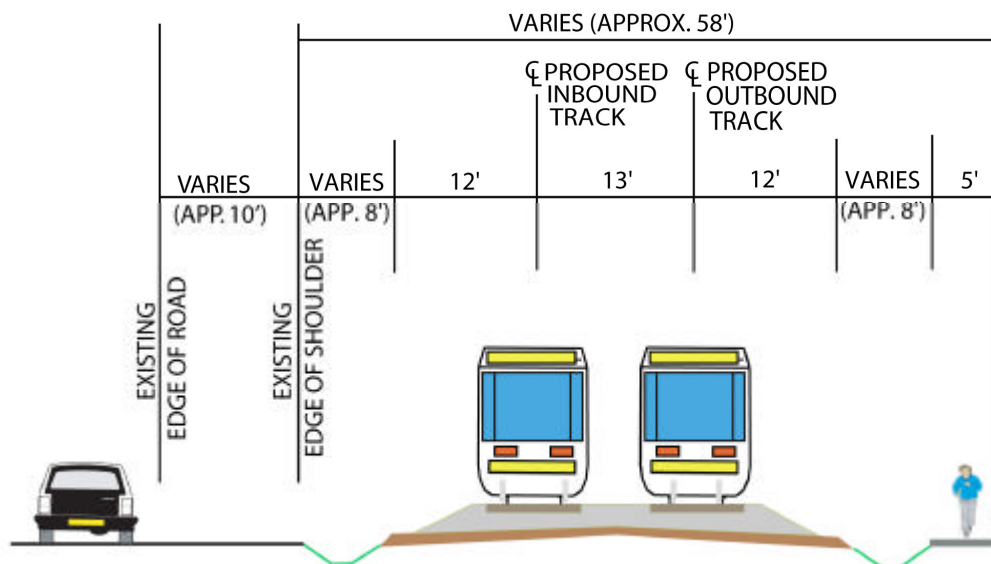 VARIES (APPROX. 58')
℄ PROPOSED
INBOUND
TRACK
℄ PROPOSED
OUTBOUND
TRACK
VARIES
(APP. 10')
VARIES
(APP. 8')
12'
13'
12'
VARIES
(APP. 8')
5'
EXISTING
EDGE OF ROAD
EXISTING
EDGE OF SHOULDER